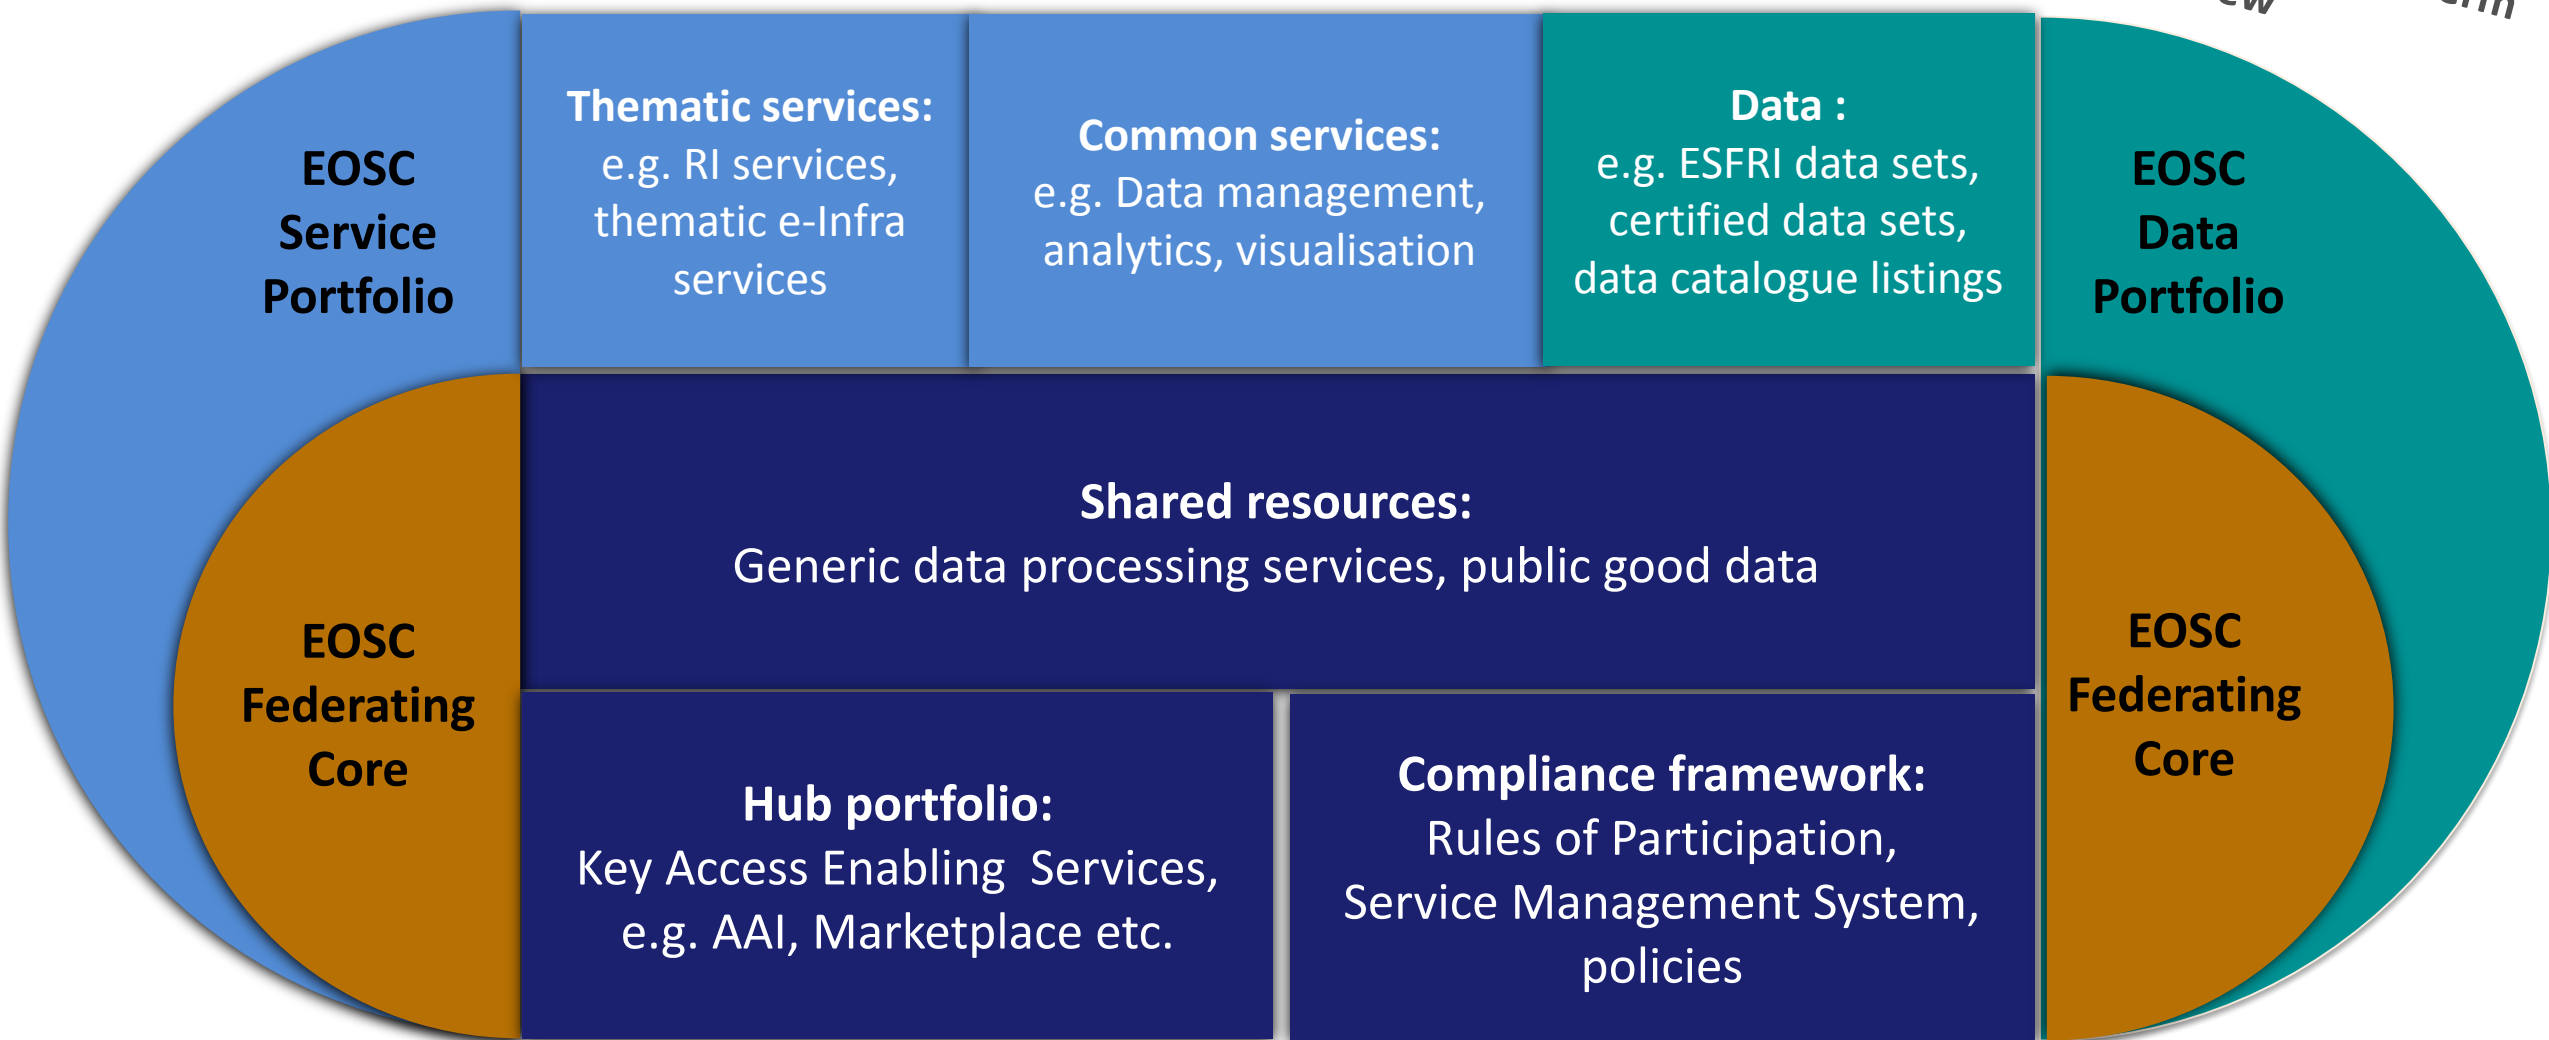 EOSC
Service
Portfolio
Thematic services:
e.g. RI services,
thematic e-Infra
services
Common services:
e.g. Data management,
analytics, visualisation
Data :
e.g. ESFRI data sets,
certified data sets,
data catalogue listings
EOSC
Data
Portfolio
EOSC
Federating
Core
Shared resources:
Generic data processing services, public good data
EOSC
Federating
Core
Hub portfolio:
Key Access Enabling  Services,
e.g. AAI, Marketplace etc.
Compliance framework:
Rules of Participation,
Service Management System,
policies